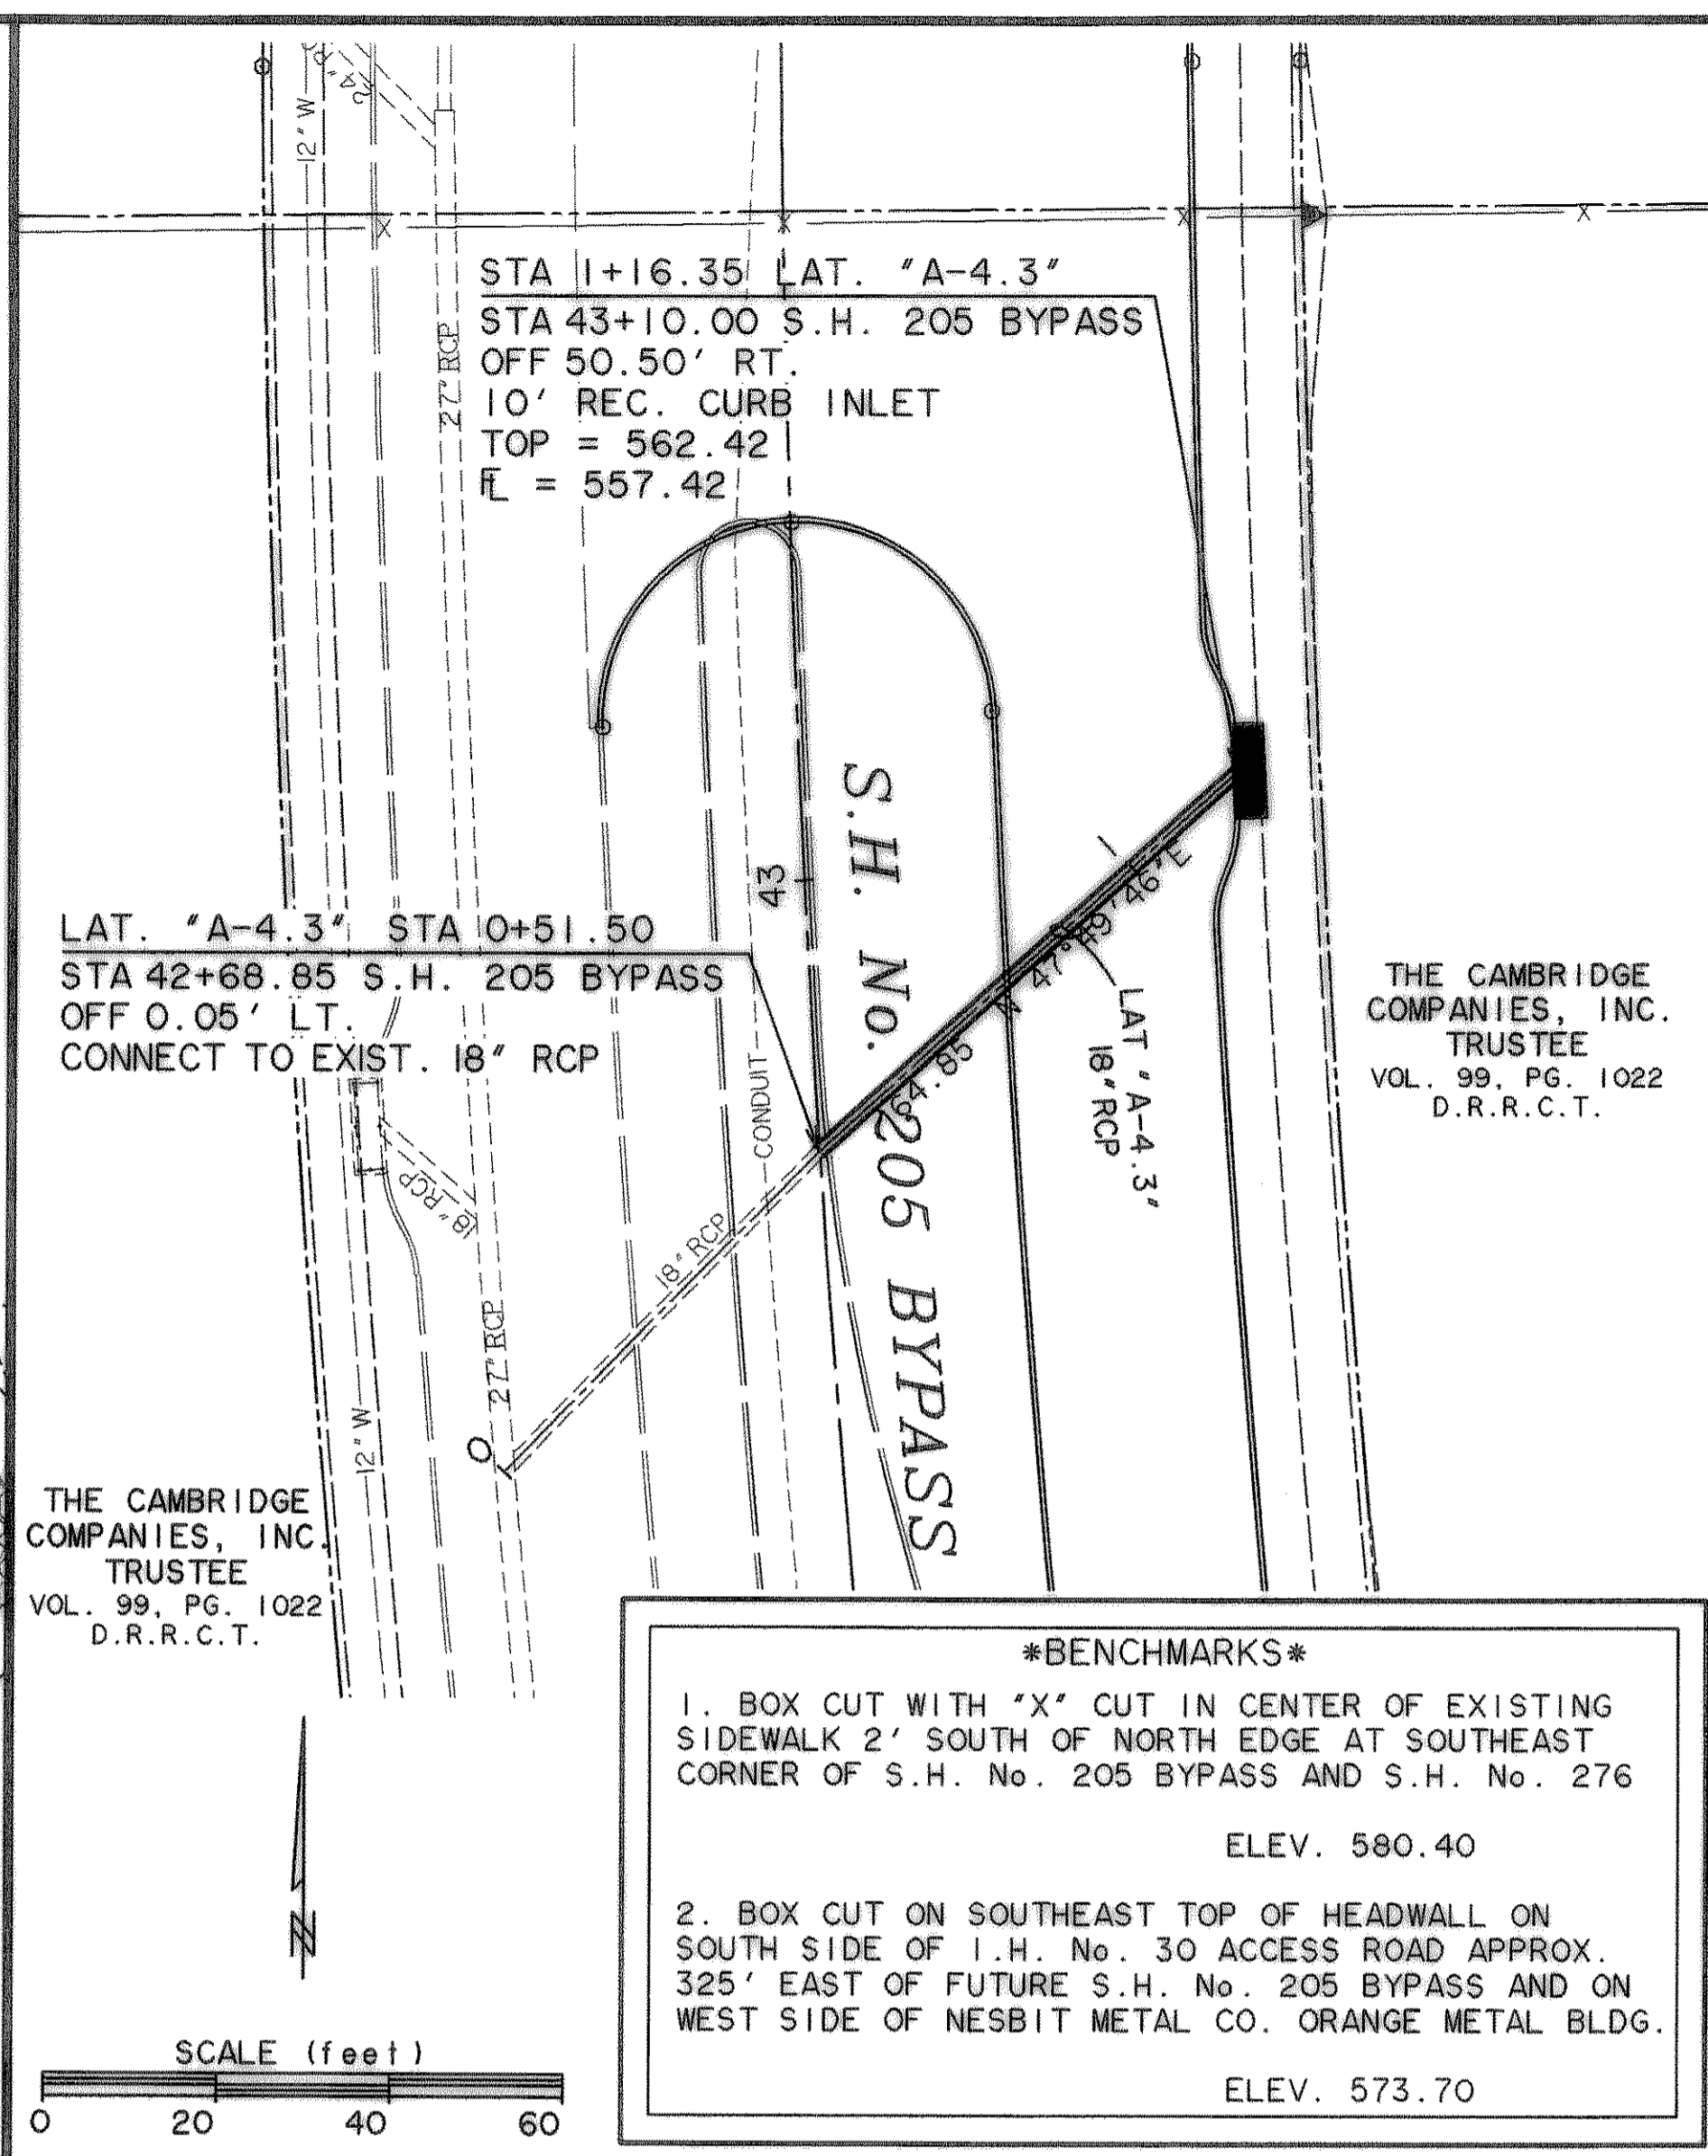 24"
12" W
27" RCP
STA 1+16.35 LAT. "A-4.3"
STA 43+10.00 S.H. 205 BYPASS
OFF 50.50' RT.
10' REC. CURB INLET
TOP = 562.42
FL = 557.42
S.H. No. 205 BYPASS
43
1
N 47°49'46"E
64.85'
LAT "A-4.3"
18" RCP
LAT. "A-4.3" STA 0+51.50
STA 42+68.85 S.H. 205 BYPASS
OFF 0.05' LT.
CONNECT TO EXIST. 18" RCP
THE CAMBRIDGE
COMPANIES, INC.
TRUSTEE
VOL. 99, PG. 1022
D.R.R.C.T.
CONDUIT
18" RCP
18" RCP
27" RCP
12" W
0
THE CAMBRIDGE
COMPANIES, INC.
TRUSTEE
VOL. 99, PG. 1022
D.R.R.C.T.
N
SCALE (feet)
0 20 40 60
*BENCHMARKS*
1. BOX CUT WITH "X" CUT IN CENTER OF EXISTING
SIDEWALK 2' SOUTH OF NORTH EDGE AT SOUTHEAST
CORNER OF S.H. No. 205 BYPASS AND S.H. No. 276
ELEV. 580.40
2. BOX CUT ON SOUTHEAST TOP OF HEADWALL ON
SOUTH SIDE OF I.H. No. 30 ACCESS ROAD APPROX.
325' EAST OF FUTURE S.H. No. 205 BYPASS AND ON
WEST SIDE OF NESBIT METAL CO. ORANGE METAL BLDG.
ELEV. 573.70